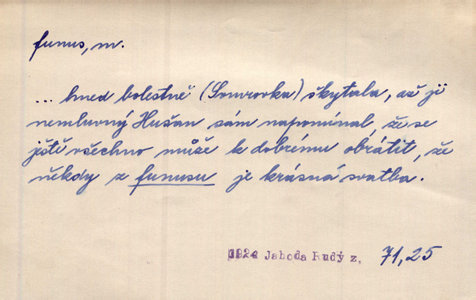 funus, m.
... hned bolestně (Souvovka) škytala, až ji
nemluvný Hušan sám napomínal, že se
ještě všechno může k dobrému obrátit, že
někdy z funusu je krásná svatba.
1924 Jahoda Rudý z. 71,25